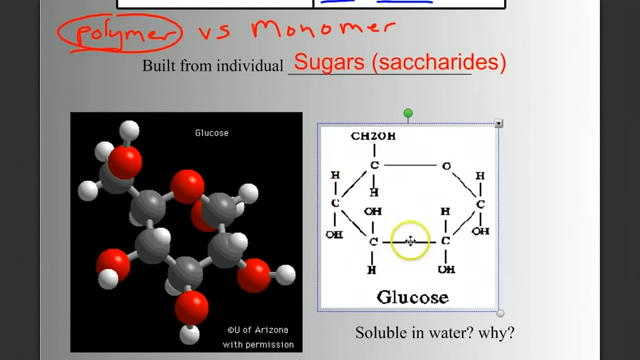 polymer vs Monomer
Built from individual Sugars (saccharides)
Glucose
©U of Arizona
with permission
CH2OH
C O
H H H
C C
OH H OH
OH
C C
H OH
Glucose
Soluble in water? why?